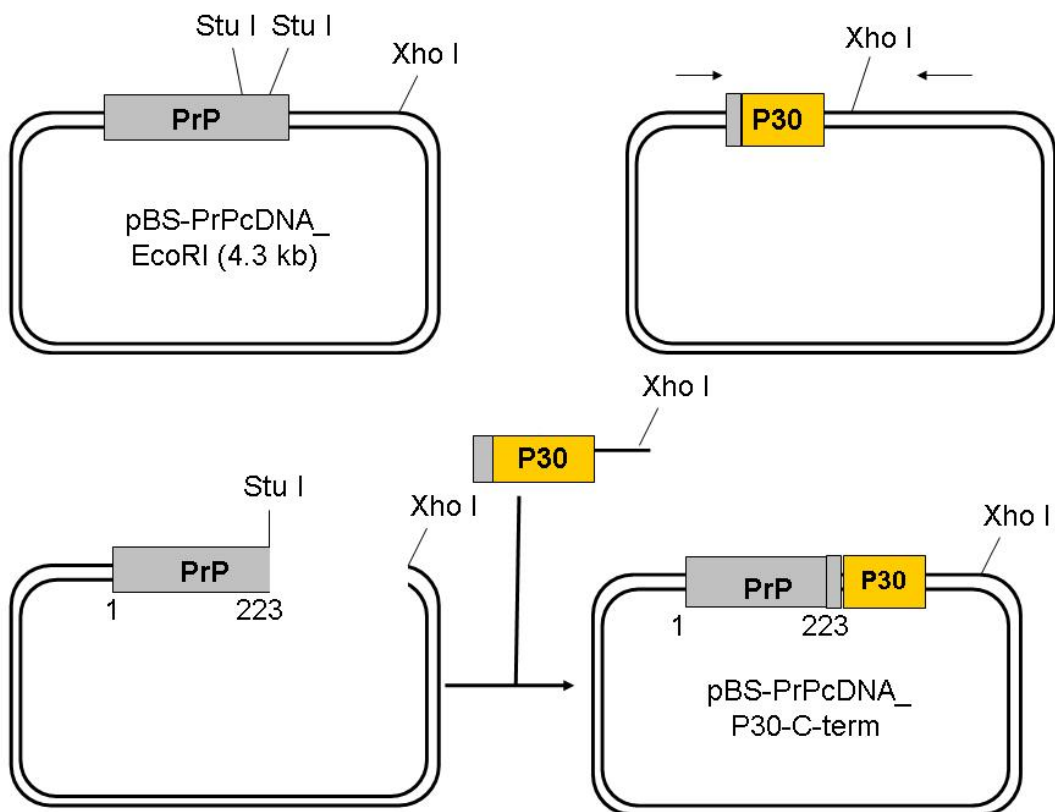 Stu I Stu I
Xho I
PrP
pBS-PrPcDNA_
EcoRI (4.3 kb)
Xho I
P30
Xho I
P30
Stu I
Xho I
PrP
1 223
Xho I
PrP P30
1 223
pBS-PrPcDNA_
P30-C-term